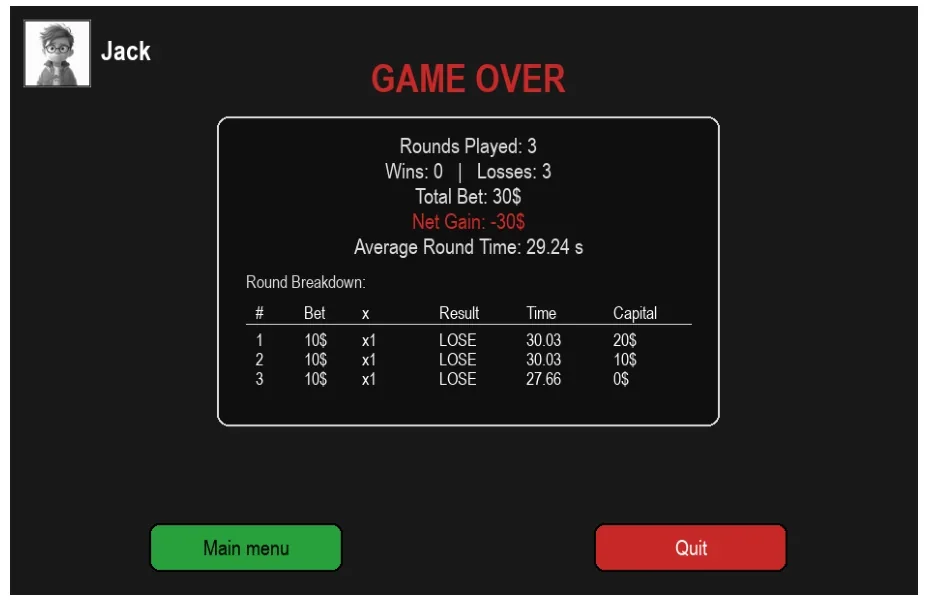 Jack
GAME OVER
Rounds Played: 3
Wins: 0 | Losses: 3
Total Bet: 30$
Net Gain: -30$
Average Round Time: 29.24 s
Round Breakdown:
# Bet x Result Time Capital
1 10$ x1 LOSE 30.03 20$
2 10$ x1 LOSE 30.03 10$
3 10$ x1 LOSE 27.66 0$
Main menu Quit